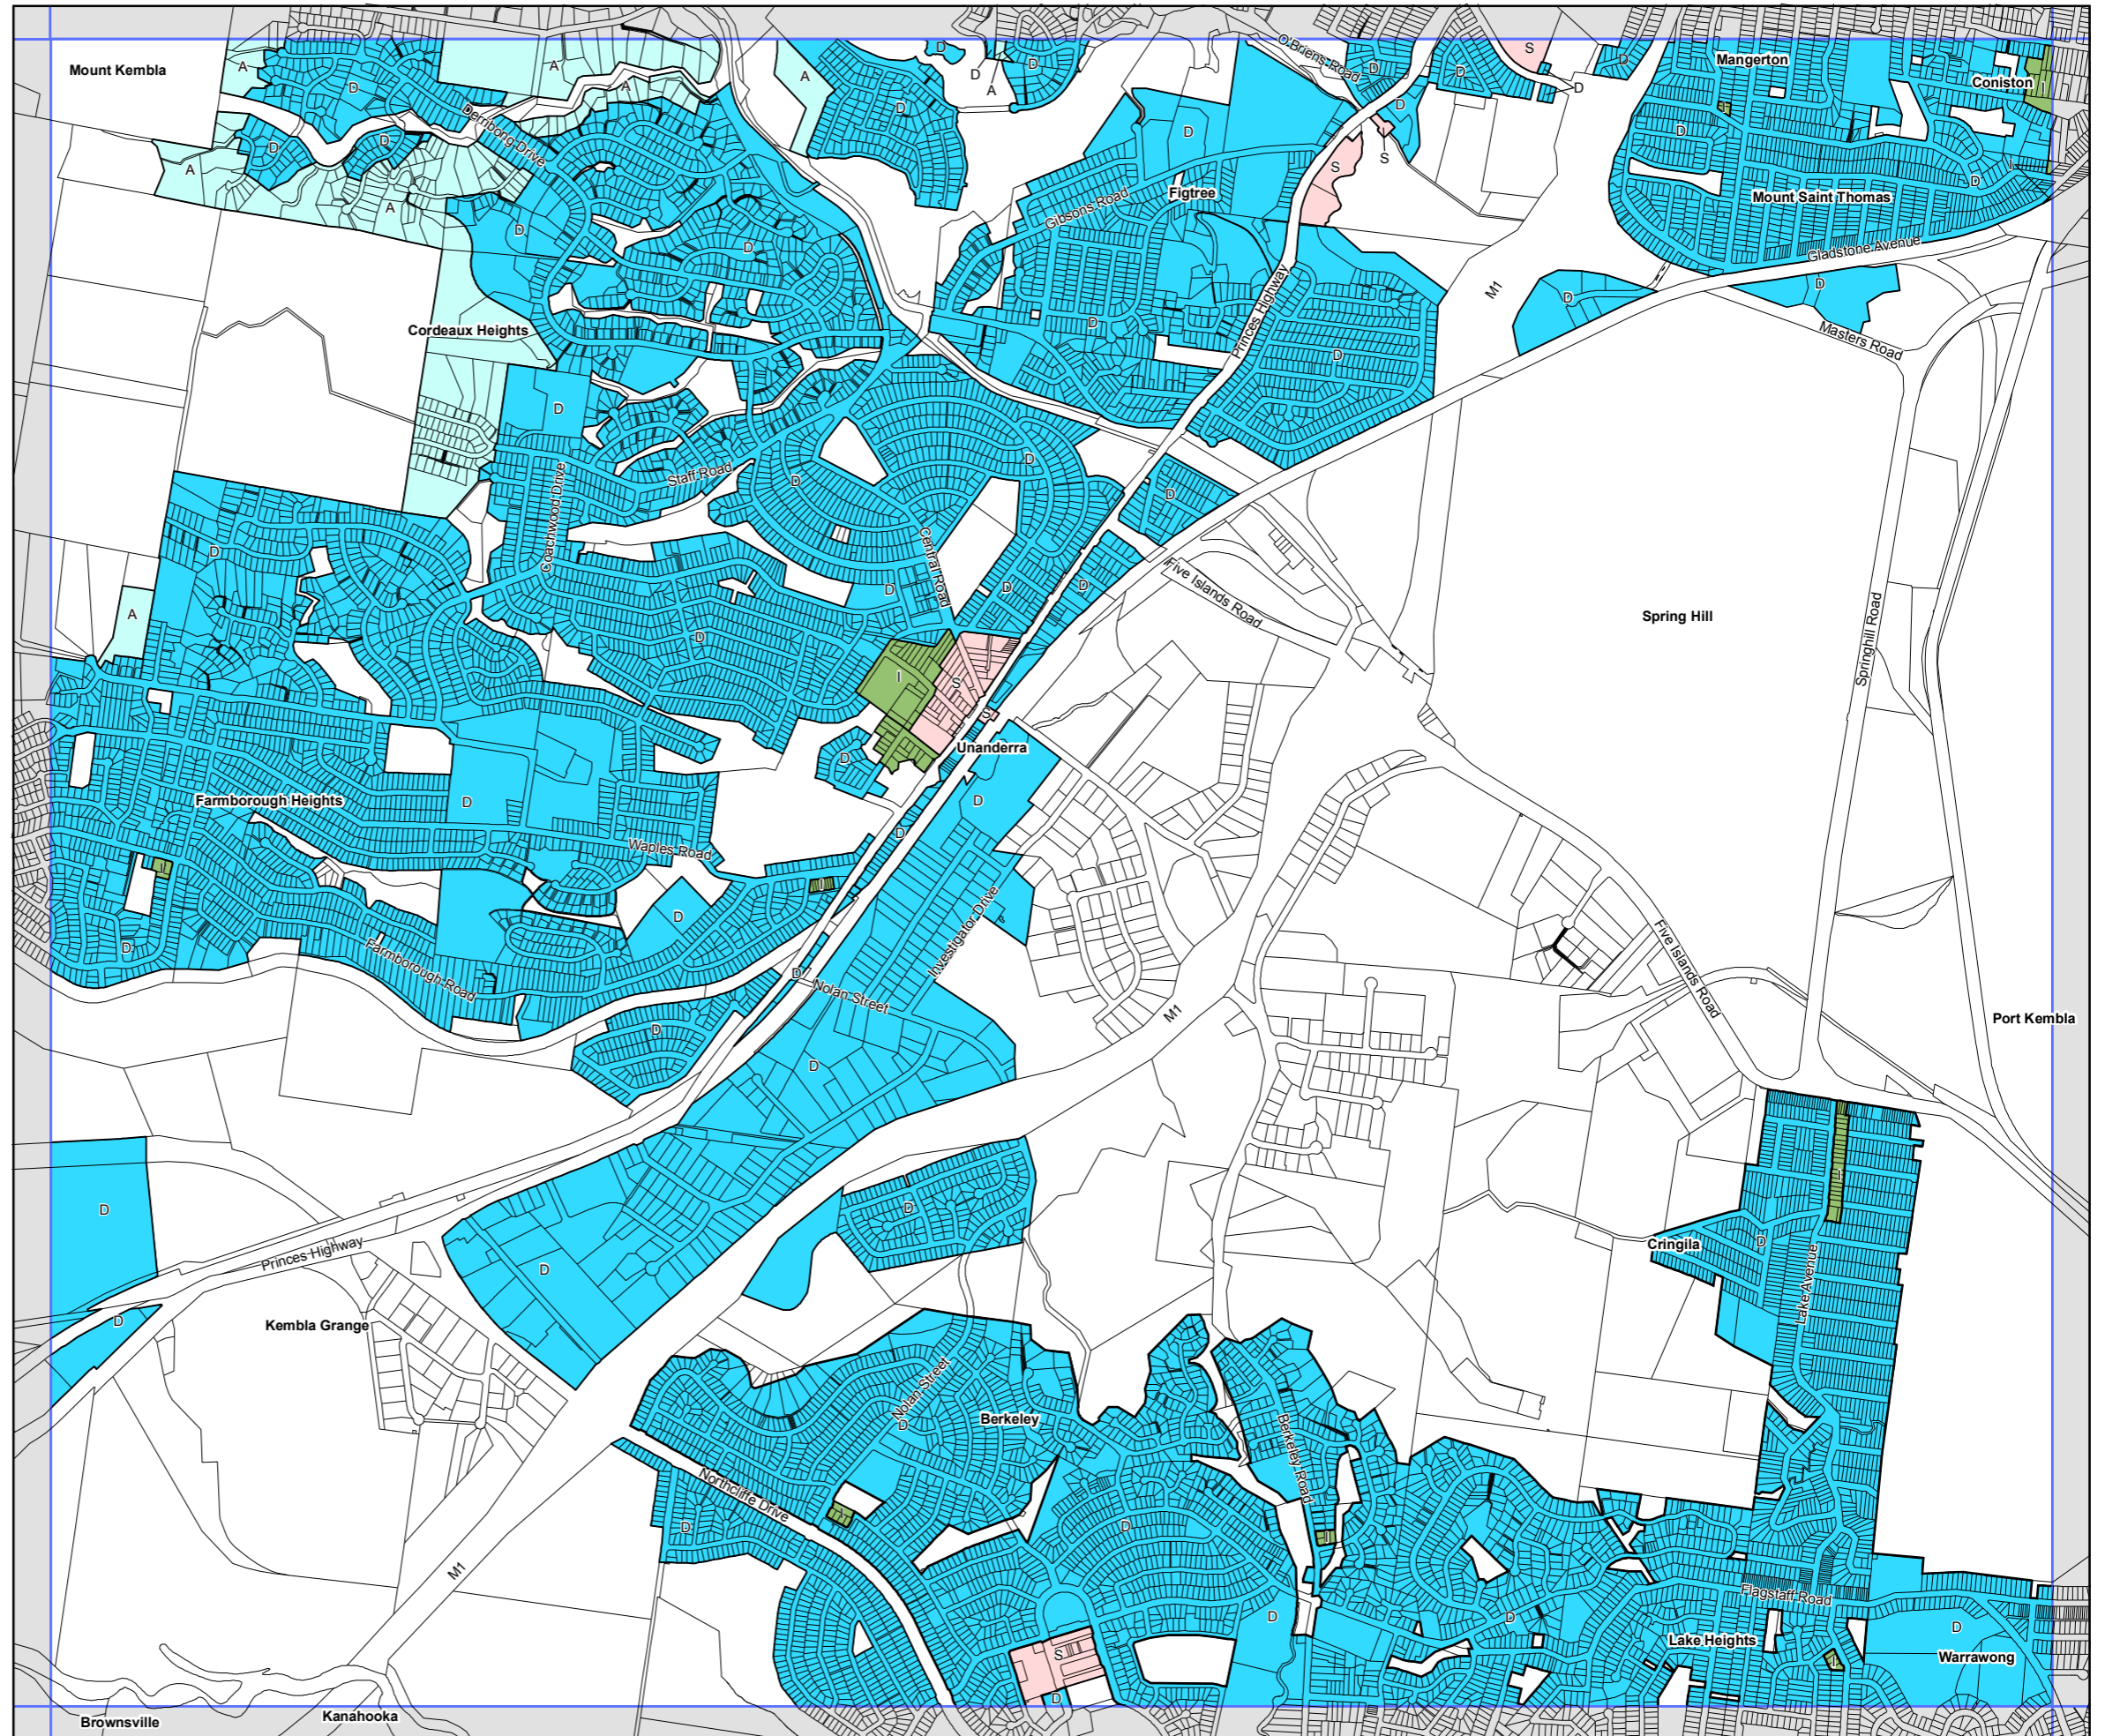 S
D
O'Briens Road
Mangerton
Mount Kembla
A
A
D
D
A
D
D
D
D
A
A
Coniston
I
D
D
D
D
D
A
Derribong Drive
D
D
D
D
S
S
I
D
Mount Saint Thomas
A
A
Figtree
Gibsons Road
D
D
Gladstone Avenue
M1
D
D
Princes Highway
Masters Road
Cordeaux Heights
D
D
D
D
Staff Road
D
D
D
Coachwood Drive
Central Road
D
D
D
D
Five Islands Road
A
Spring Hill
Springhill Road
D
I
S
S
Unanderra
D
Farmborough Heights
D
D
D
Waples Road
I
I
D
Investigator Drive
D
Farmborough Road
D
Nolan Street
Five Islands Road
M1
Port Kembla
D
D
I
D
D
Cringila
D
Princes Highway
D
Lake Avenue
D
Kembla Grange
Nolan Street
Berkeley
D
Berkeley Road
Northcliffe Drive
I
D
D
I
M1
Flagstaff Road
D
D
D
Lake Heights
S
I
Warrawong
D
Kanahooka
Brownsville